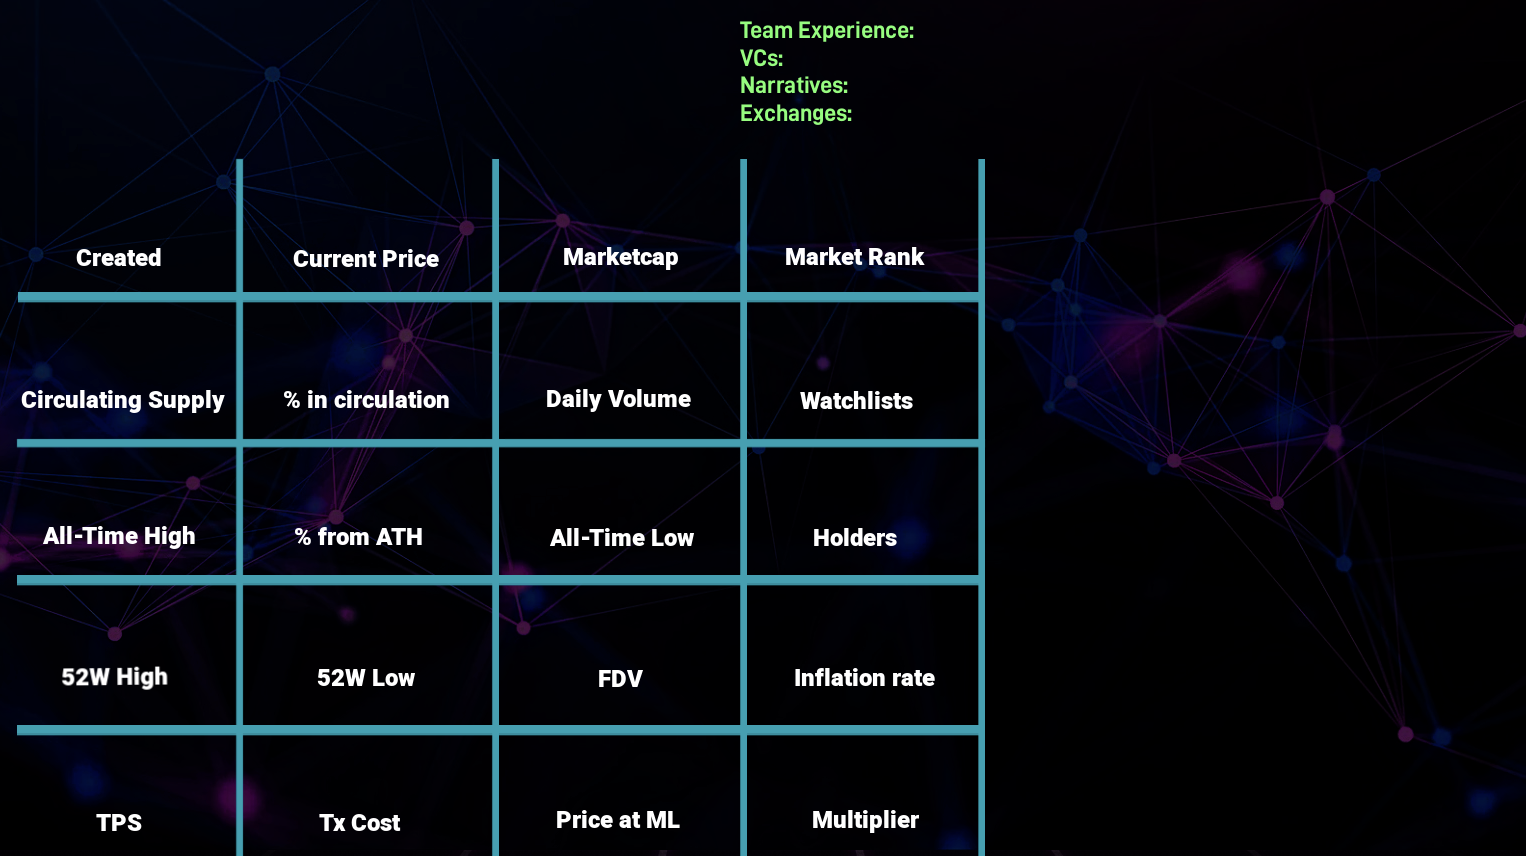 Team Experience:
VCs:
Narratives:
Exchanges:
Created
Current Price
Marketcap
Market Rank
Circulating Supply
% in circulation
Daily Volume
Watchlists
All-Time High
% from ATH
All-Time Low
Holders
52W High
52W Low
FDV
Inflation rate
TPS
Tx Cost
Price at ML
Multiplier